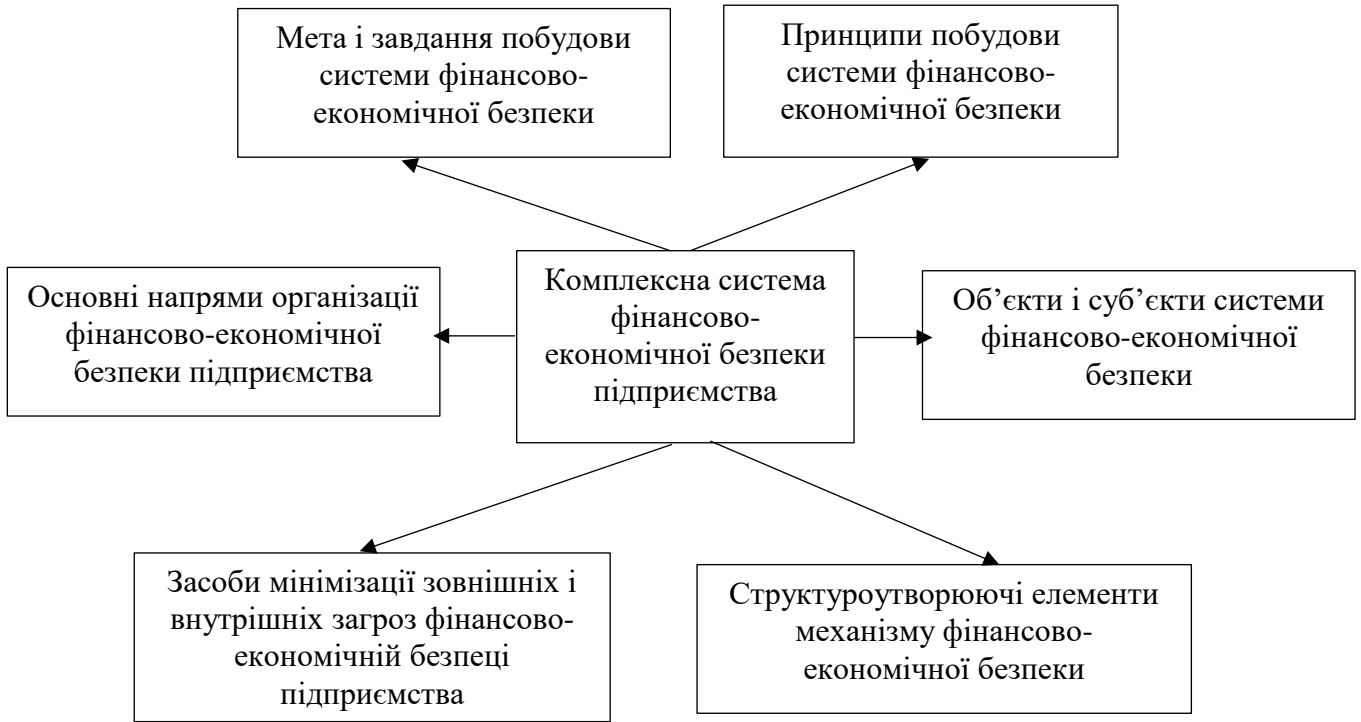 Мета і завдання побудови
системи фінансово-
економічної безпеки
Принципи побудови
системи фінансово-
економічної безпеки
Основні напрями організації
фінансово-економічної
безпеки підприємства
Комплексна система
фінансово-
економічної безпеки
підприємства
Об’єкти і суб’єкти системи
фінансово-економічної
безпеки
Засоби мінімізації зовнішніх і
внутрішніх загроз фінансово-
економічній безпеці
підприємства
Структуроутворюючі елементи
механізму фінансово-
економічної безпеки